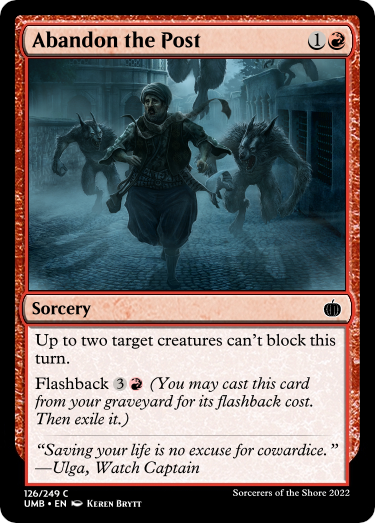 Abandon the Post 1
Sorcery
Up to two target creatures can't block this
turn.
Flashback 3 (You may cast this card
from your graveyard for its flashback cost.
Then exile it.)
“Saving your life is no excuse for cowardice.”
—Ulga, Watch Captain
126/249 C
Sorcerers of the Shore 2022
UMB • EN Keren Brytt